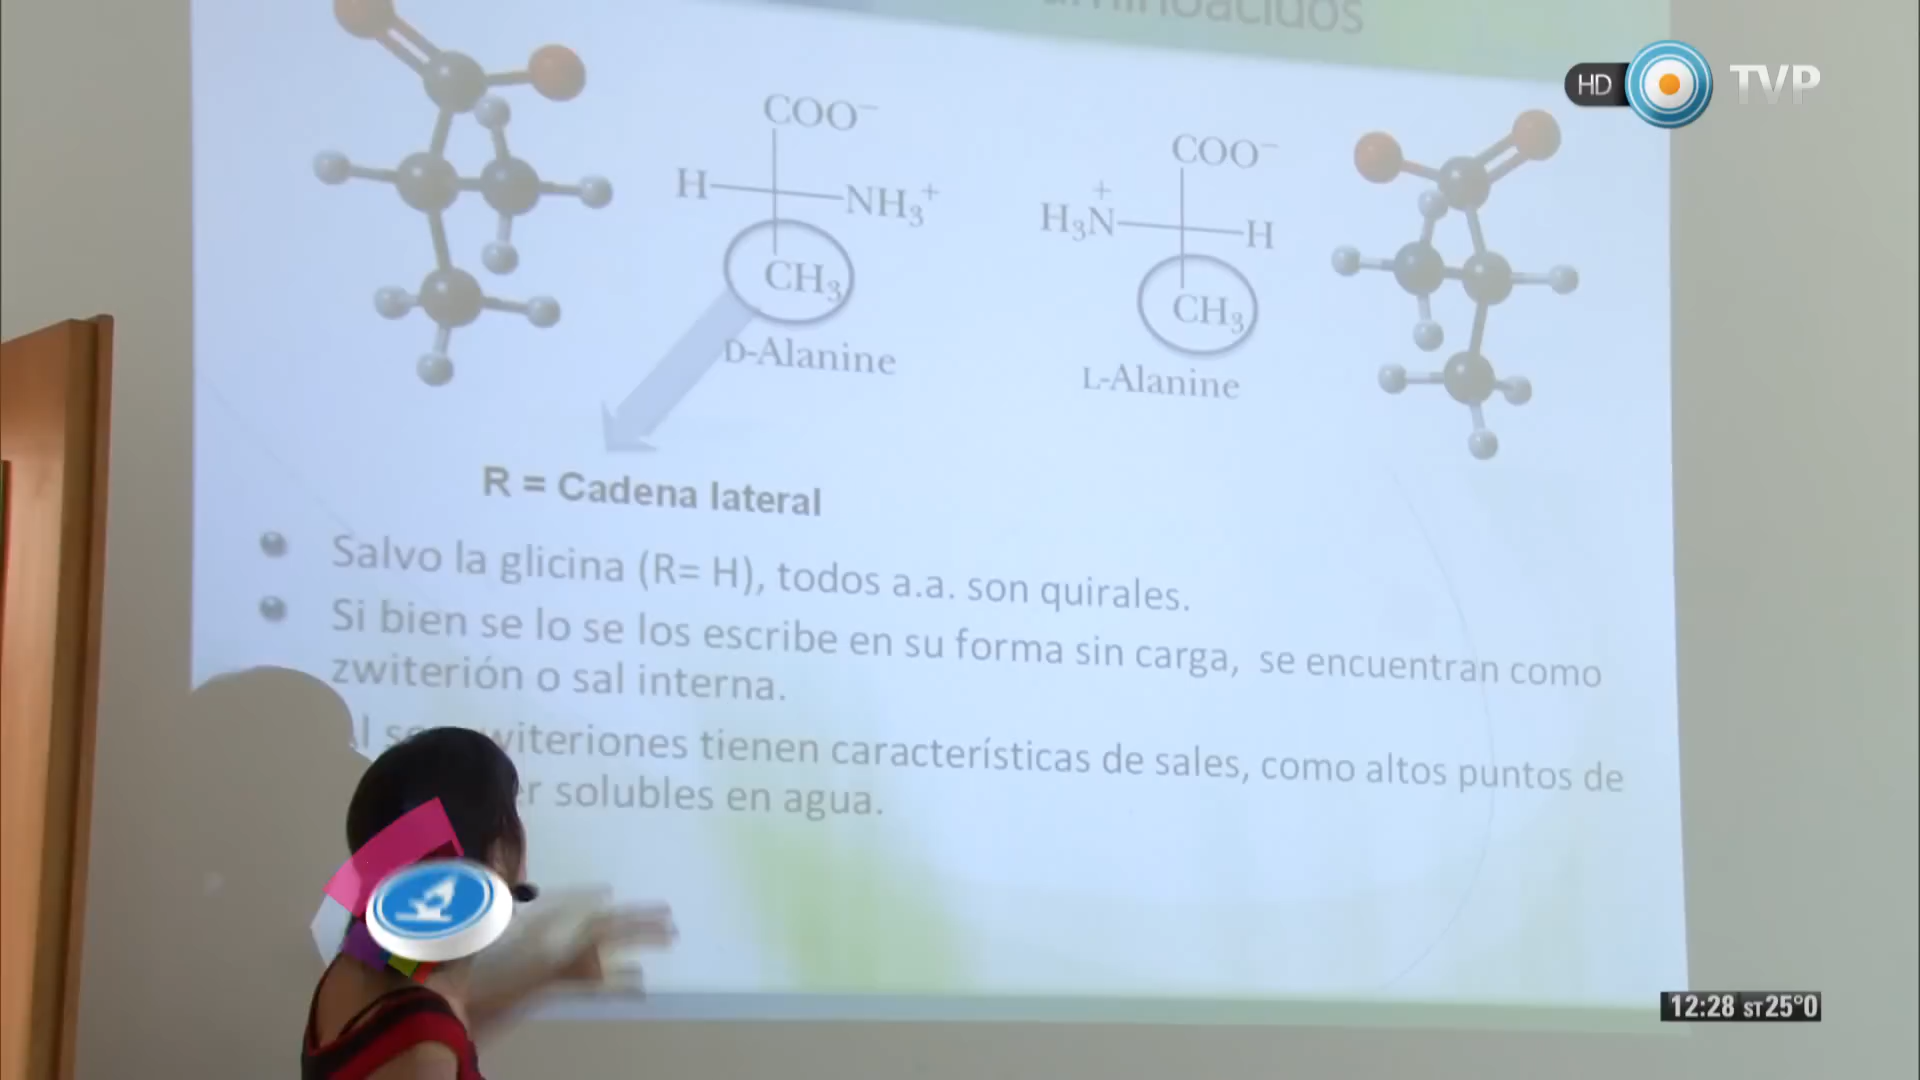 aminoácidos
HD TVP
COO⁻
H NH₃⁺
CH₃
D-Alanine
COO⁻
+
H₃N H
CH₃
L-Alanine
R = Cadena lateral
Salvo la glicina (R= H), todos a.a. son quirales.
Si bien se lo se los escribe en su forma sin carga, se encuentran como
zwiterión o sal interna.
tienen características de sales, como altos puntos de
solubles en agua.
12:28 ST 25°0